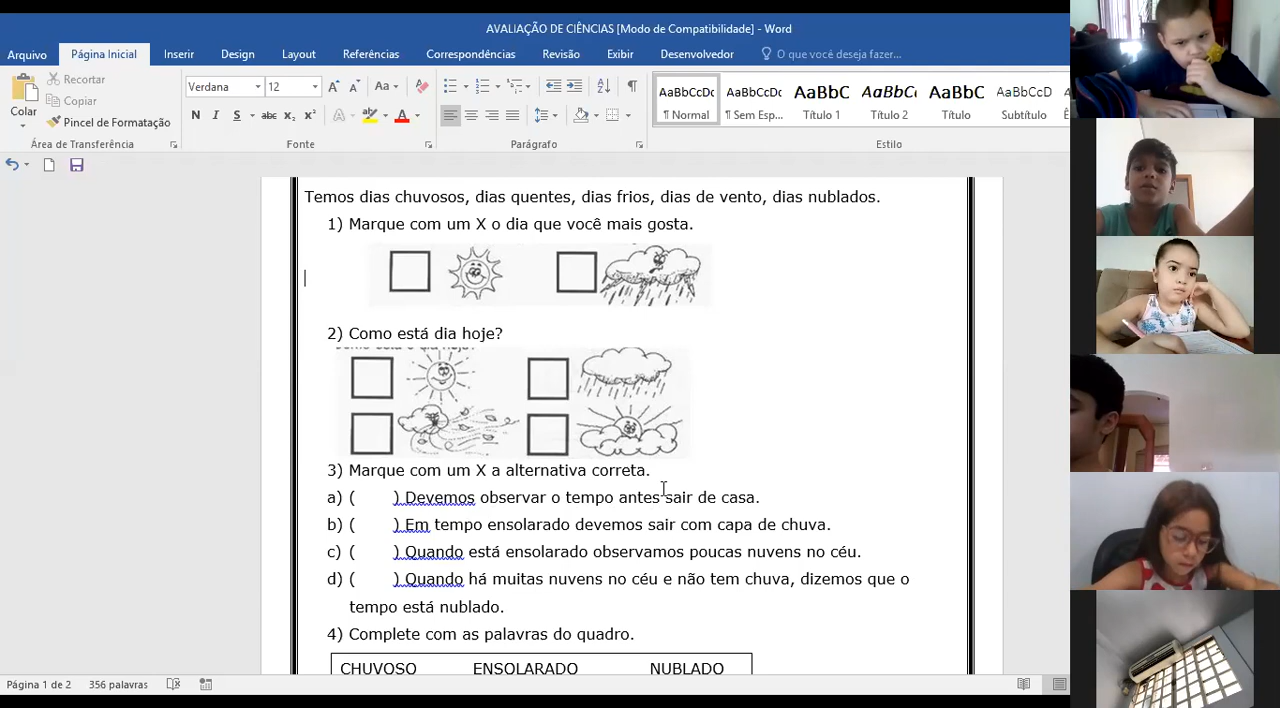 AVALIAÇÃO DE CIÊNCIAS [Modo de Compatibilidade] - Word
Arquivo Página Inicial Inserir Design Layout Referências Correspondências Revisão Exibir Desenvolvedor O que você deseja fazer...
Recortar
Copiar
Colar
Pincel de Formatação
Área de Transferência
Verdana 12 Aa
N I S abc x₂ x²
Fonte
Parágrafo
AaBbCcDc AaBbCcDc AaBbC AaBbCc AaBbC AaBbCcD
¶ Normal ¶ Sem Esp... Título 1 Título 2 Título Subtítulo
Estilo
Temos dias chuvosos, dias quentes, dias frios, dias de vento, dias nublados.
1) Marque com um X o dia que você mais gosta.
2) Como está dia hoje?
3) Marque com um X a alternativa correta.
a) ( ) Devemos observar o tempo antes sair de casa.
b) ( ) Em tempo ensolarado devemos sair com capa de chuva.
c) ( ) Quando está ensolarado observamos poucas nuvens no céu.
d) ( ) Quando há muitas nuvens no céu e não tem chuva, dizemos que o
tempo está nublado.
4) Complete com as palavras do quadro.
CHUVOSO ENSOLARADO NUBLADO
Página 1 de 2 356 palavras